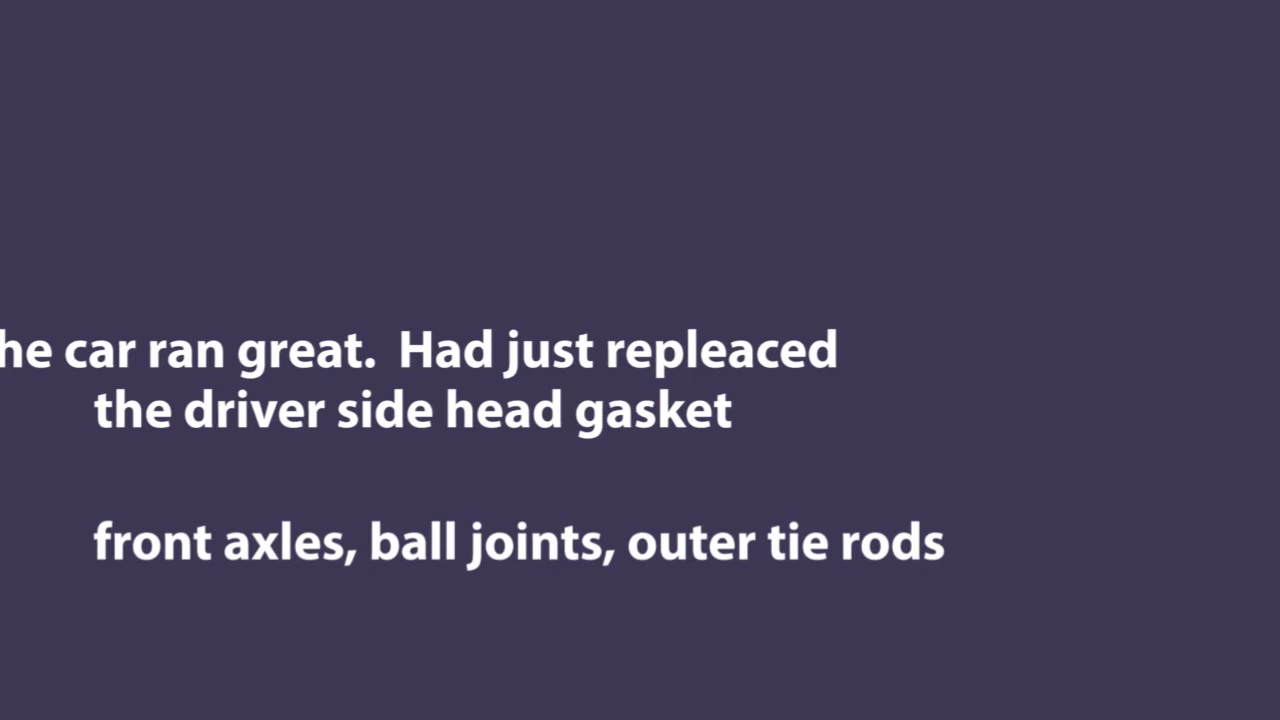 he car ran great.  Had just repleaced
the driver side head gasket
front axles, ball joints, outer tie rods